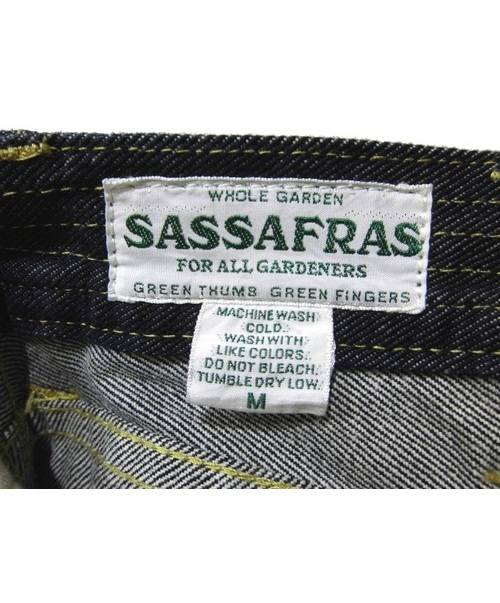 WHOLE GARDEN
SASSAFRAS
FOR ALL GARDENERS
GREEN THUMB GREEN FINGERS
MACHINE WASH
COLD.
WASH WITH
LIKE COLORS.
DO NOT BLEACH.
TUMBLE DRY LOW.
M